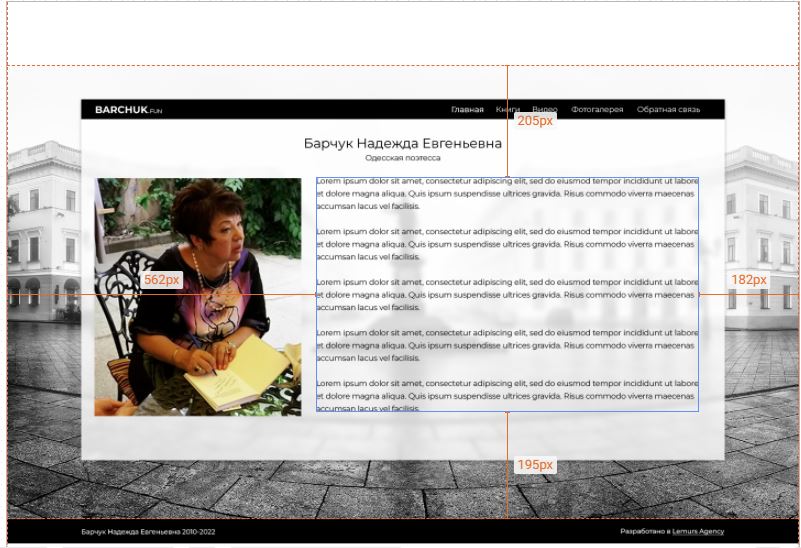 BARCHUK.FUN
Главная Книги Видео Фотогалерея Обратная связь
205px
Барчук Надежда Евгеньевна
Одесская поэтесса
Lorem ipsum dolor sit amet, consectetur adipiscing elit, sed do eiusmod tempor incididunt ut labore
et dolore magna aliqua. Quis ipsum suspendisse ultrices gravida. Risus commodo viverra maecenas
accumsan lacus vel facilisis.
Lorem ipsum dolor sit amet, consectetur adipiscing elit, sed do eiusmod tempor incididunt ut labore
et dolore magna aliqua. Quis ipsum suspendisse ultrices gravida. Risus commodo viverra maecenas
accumsan lacus vel facilisis.
562px
182px
Lorem ipsum dolor sit amet, consectetur adipiscing elit, sed do eiusmod tempor incididunt ut labore
et dolore magna aliqua. Quis ipsum suspendisse ultrices gravida. Risus commodo viverra maecenas
accumsan lacus vel facilisis.
Lorem ipsum dolor sit amet, consectetur adipiscing elit, sed do eiusmod tempor incididunt ut labore
et dolore magna aliqua. Quis ipsum suspendisse ultrices gravida. Risus commodo viverra maecenas
accumsan lacus vel facilisis.
Lorem ipsum dolor sit amet, consectetur adipiscing elit, sed do eiusmod tempor incididunt ut labore
et dolore magna aliqua. Quis ipsum suspendisse ultrices gravida. Risus commodo viverra maecenas
accumsan lacus vel facilisis.
195px
Барчук Надежда Евгеньевна 2010-2022
Разработано в Lemurs Agency